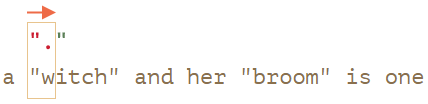 "."
a "witch" and her "broom" is one